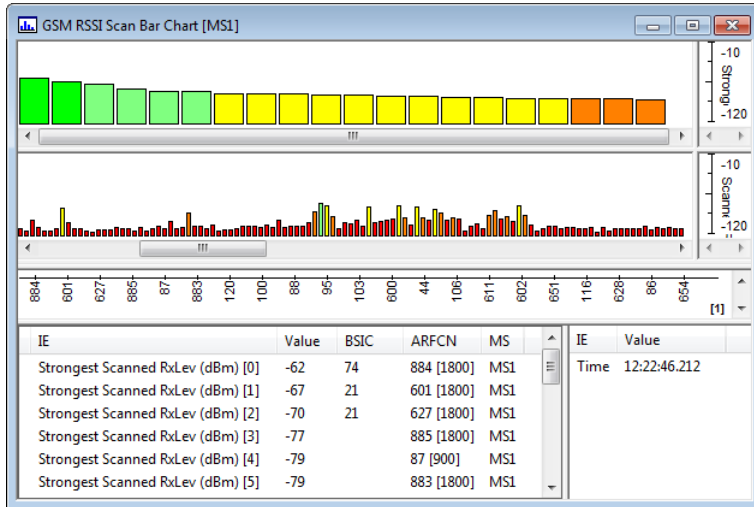 GSM RSSI Scan Bar Chart [MS1]
-10
Strong
-120
-10
Scann
-120
884 601 627 885 87 883 120 100 88 95 103 600 44 106 611 602 651 116 628 86 654
[1]
IE Value BSIC ARFCN MS
Strongest Scanned RxLev (dBm) [0] -62 74 884 [1800] MS1
Strongest Scanned RxLev (dBm) [1] -67 21 601 [1800] MS1
Strongest Scanned RxLev (dBm) [2] -70 21 627 [1800] MS1
Strongest Scanned RxLev (dBm) [3] -77 885 [1800] MS1
Strongest Scanned RxLev (dBm) [4] -79 87 [900] MS1
Strongest Scanned RxLev (dBm) [5] -79 883 [1800] MS1
IE Value
Time 12:22:46.212